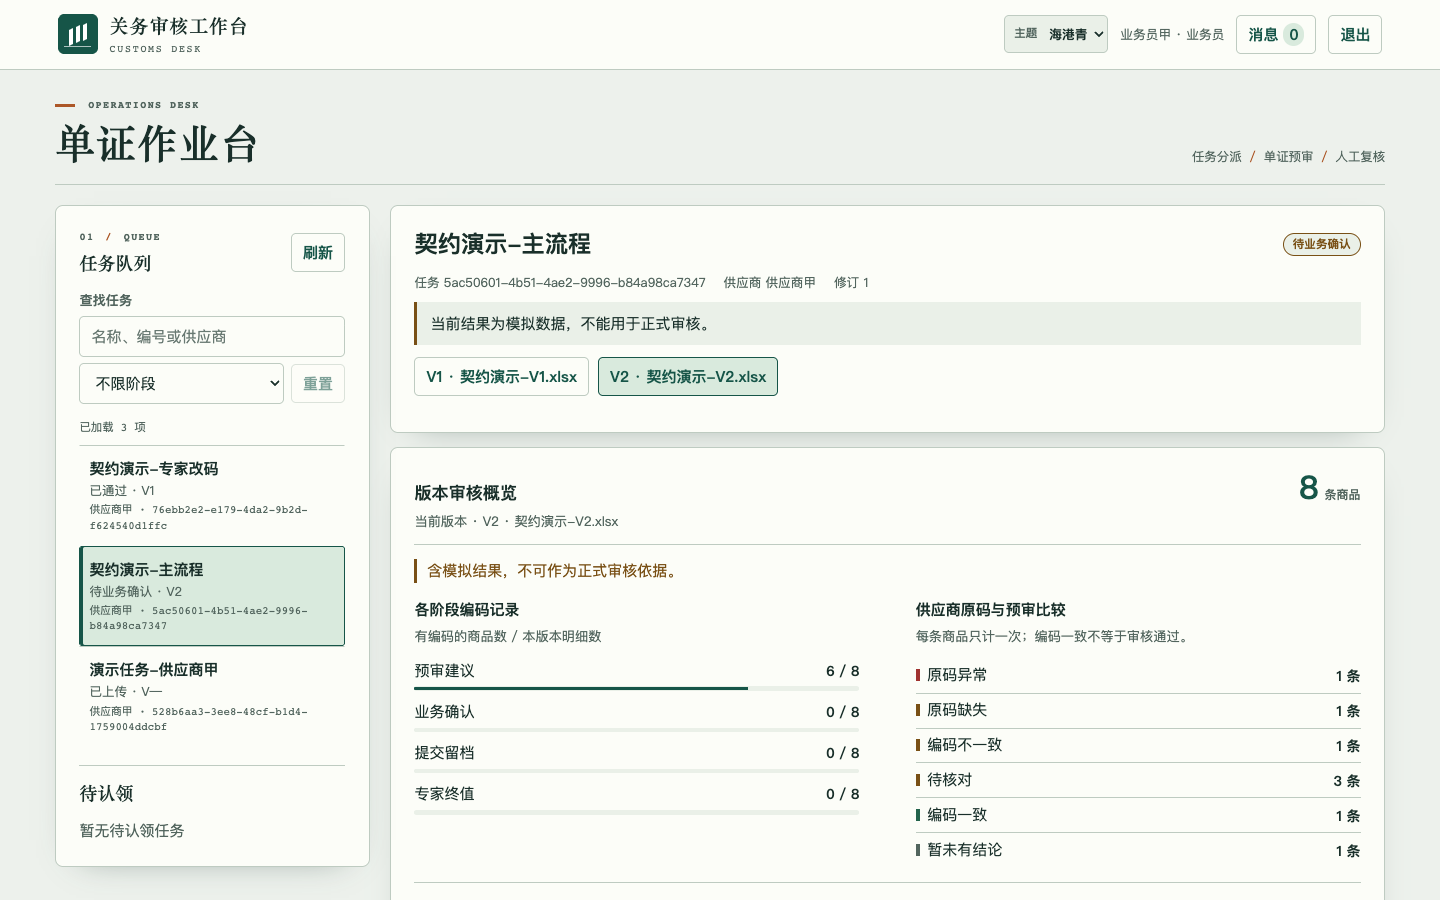 关务审核工作台
CUSTOMS DESK
主题 海港青
业务员甲 · 业务员
消息 0
退出
OPERATIONS DESK
单证作业台
任务分派 / 单证预审 / 人工复核
01 / QUEUE
任务队列
刷新
查找任务
名称、编号或供应商
不限阶段
重置
已加载 3 项
契约演示-专家改码
已通过 · V1
供应商甲 · 76ebb2e2-e179-4da2-9b2d-
f624540d1ffc
契约演示-主流程
待业务确认 · V2
供应商甲 · 5ac50601-4b51-4ae2-9996-
b84a98ca7347
演示任务-供应商甲
已上传 · V—
供应商甲 · 528b6aa3-3ee8-48cf-b1d4-
1759004ddcbf
待认领
暂无待认领任务
契约演示-主流程
待业务确认
任务 5ac50601-4b51-4ae2-9996-b84a98ca7347 供应商 供应商甲 修订 1
当前结果为模拟数据，不能用于正式审核。
V1 · 契约演示-V1.xlsx
V2 · 契约演示-V2.xlsx
版本审核概览
8 条商品
当前版本 · V2 · 契约演示-V2.xlsx
含模拟结果，不可作为正式审核依据。
各阶段编码记录
有编码的商品数 / 本版本明细数
预审建议 6 / 8
业务确认 0 / 8
提交留档 0 / 8
专家终值 0 / 8
供应商原码与预审比较
每条商品只计一次；编码一致不等于审核通过。
原码异常 1 条
原码缺失 1 条
编码不一致 1 条
待核对 3 条
编码一致 1 条
暂未有结论 1 条